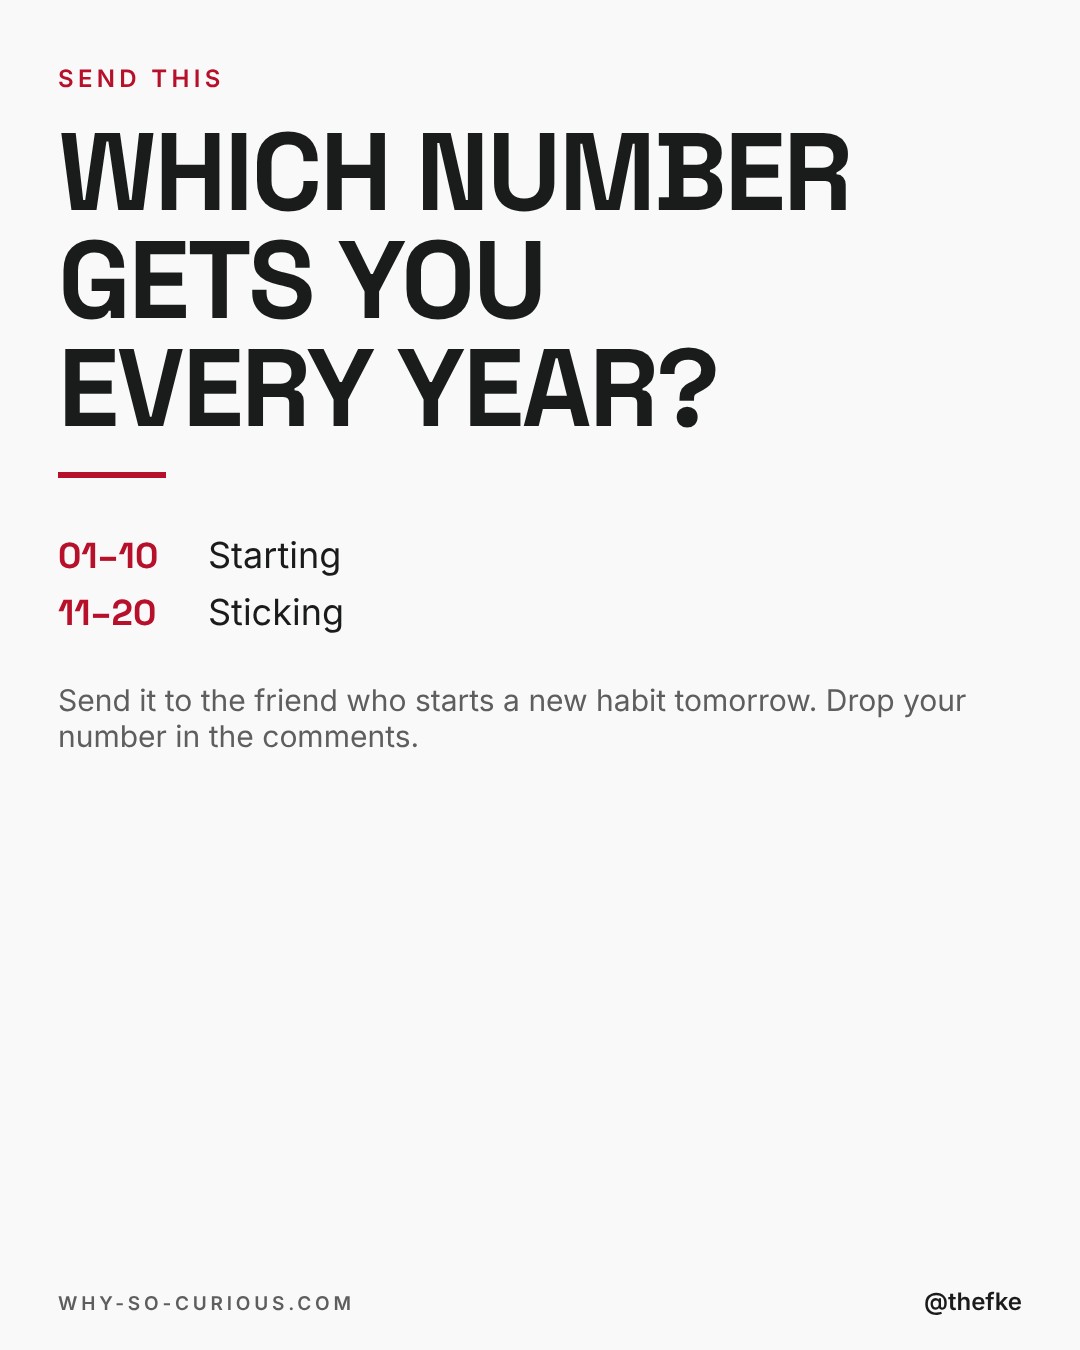 SEND THIS
WHICH NUMBER
GETS YOU
EVERY YEAR?
01–10 Starting
11–20 Sticking
Send it to the friend who starts a new habit tomorrow. Drop your
number in the comments.
WHY-SO-CURIOUS.COM @thefke